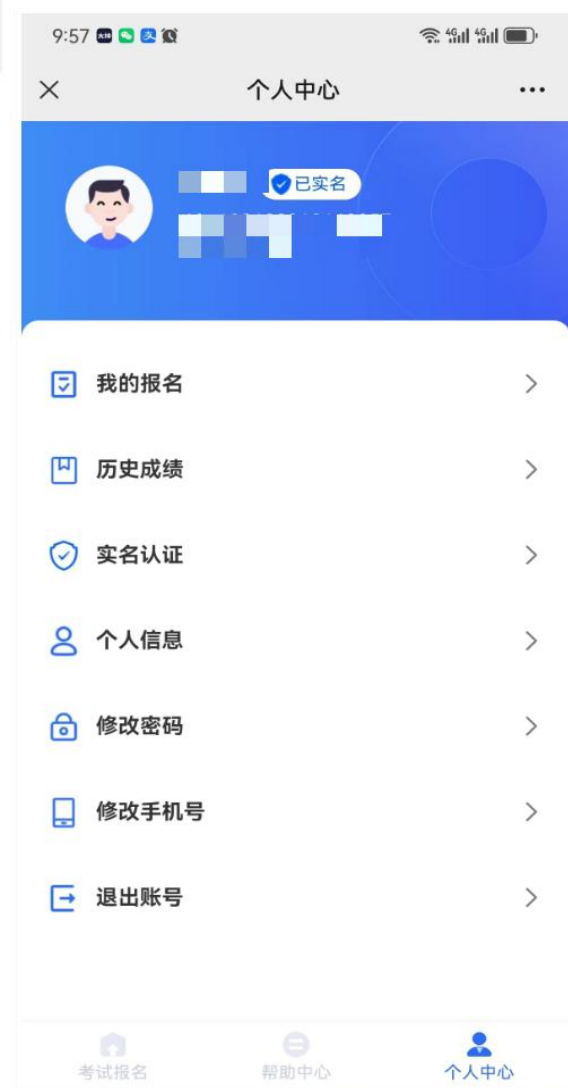 9:57
个人中心
已实名
我的报名
历史成绩
实名认证
个人信息
修改密码
修改手机号
退出账号
考试报名 帮助中心 个人中心